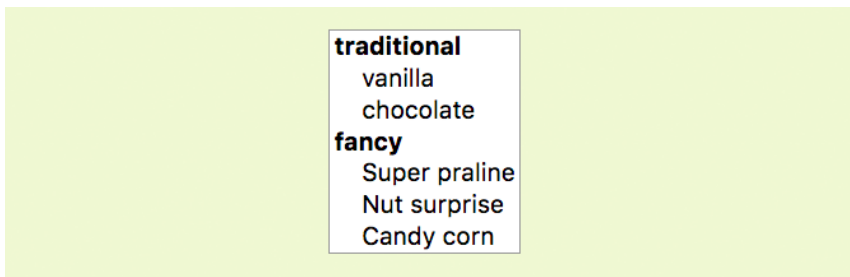 traditional
vanilla
chocolate
fancy
Super praline
Nut surprise
Candy corn